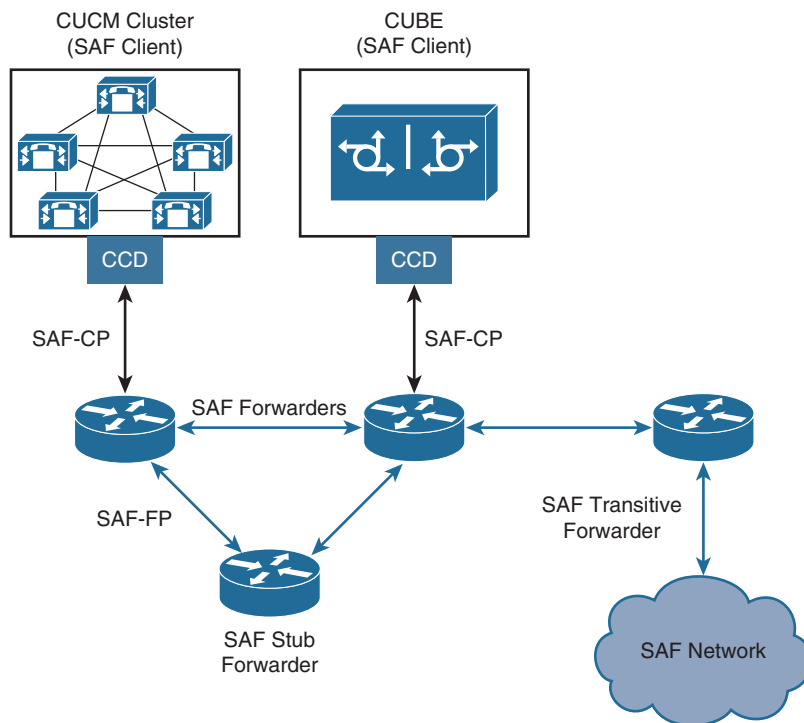 CUCM Cluster
(SAF Client)
CUBE
(SAF Client)
CCD
CCD
SAF-CP
SAF-CP
SAF Forwarders
SAF-FP
SAF Transitive
Forwarder
SAF Stub
Forwarder
SAF Network